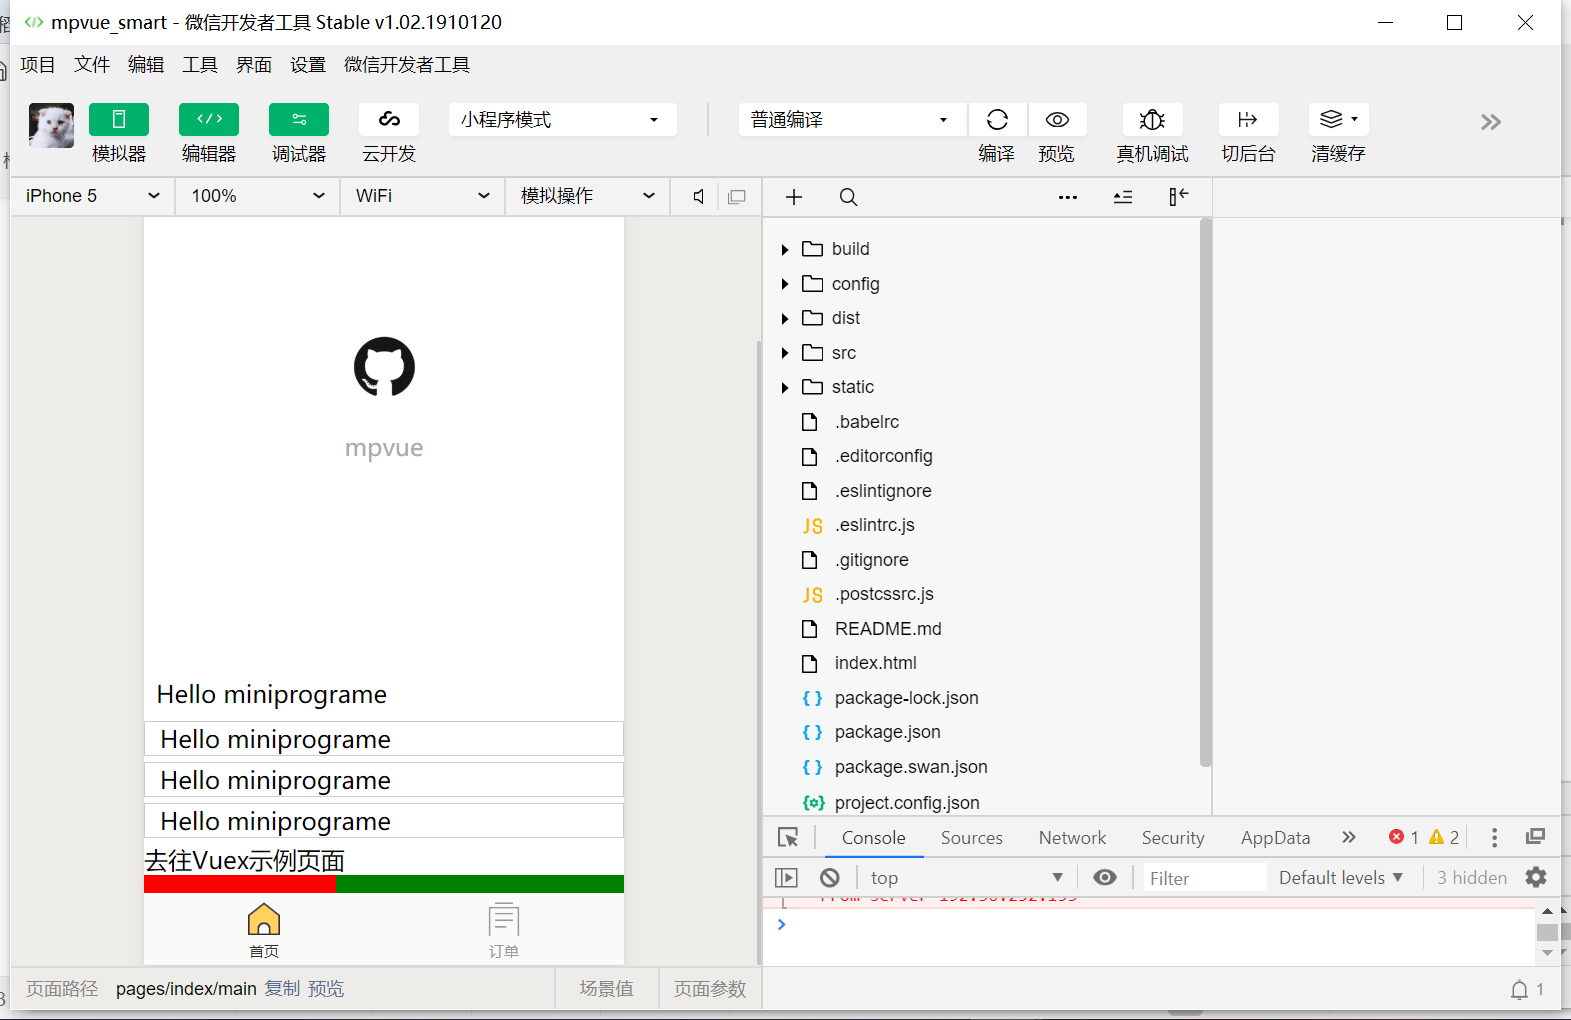 mpvue_smart - 微信开发者工具 Stable v1.02.1910120
项目 文件 编辑 工具 界面 设置 微信开发者工具
小程序模式 普通编译
模拟器 编辑器 调试器 云开发 编译 预览 真机调试 切后台 清缓存
iPhone 5 100% WiFi 模拟操作
mpvue
Hello miniprograme
Hello miniprograme
Hello miniprograme
Hello miniprograme
去往Vuex示例页面
首页 订单
页面路径 pages/index/main 复制 预览 场景值 页面参数
build
config
dist
src
static
.babelrc
.editorconfig
.eslintignore
JS .eslintrc.js
.gitignore
JS .postcssrc.js
README.md
index.html
{ } package-lock.json
{ } package.json
{ } package.swan.json
project.config.json
Console Sources Network Security AppData 1 2
top Filter Default levels 3 hidden
1